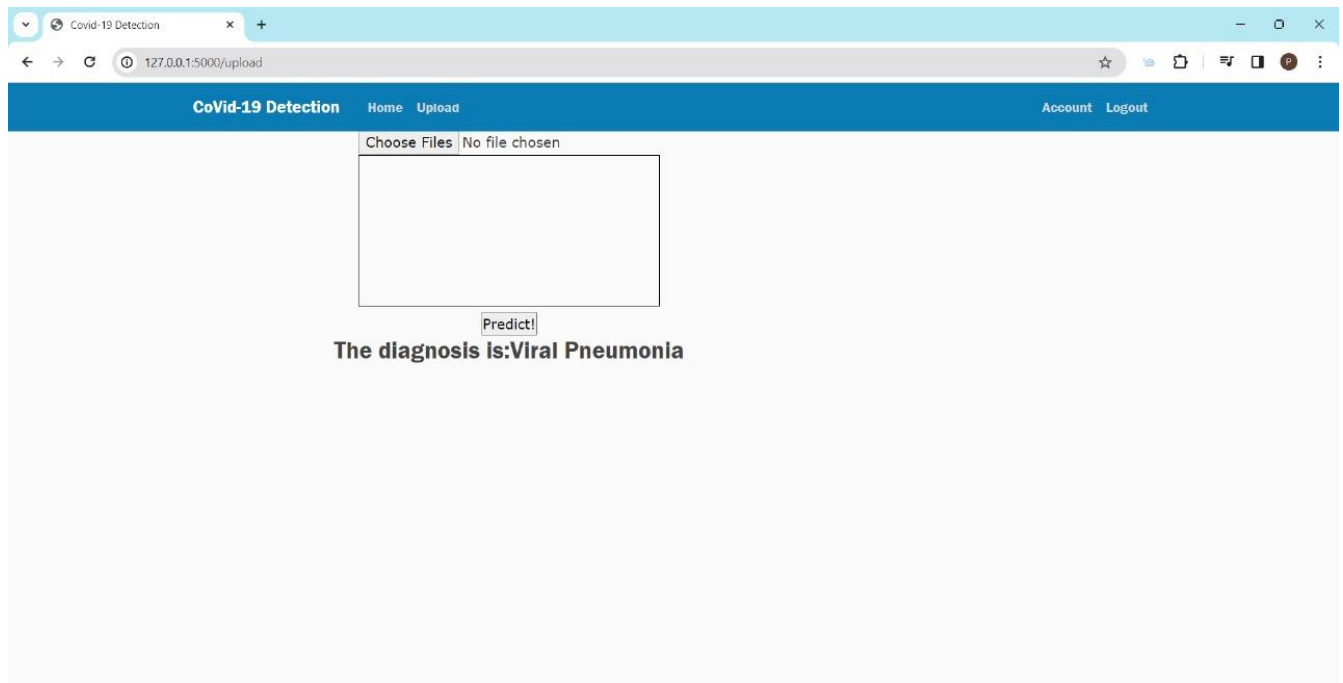 Covid-19 Detection
127.0.0.1:5000/upload
P
CoVid-19 Detection Home Upload Account Logout
Choose Files No file chosen
Predict!
The diagnosis is:Viral Pneumonia